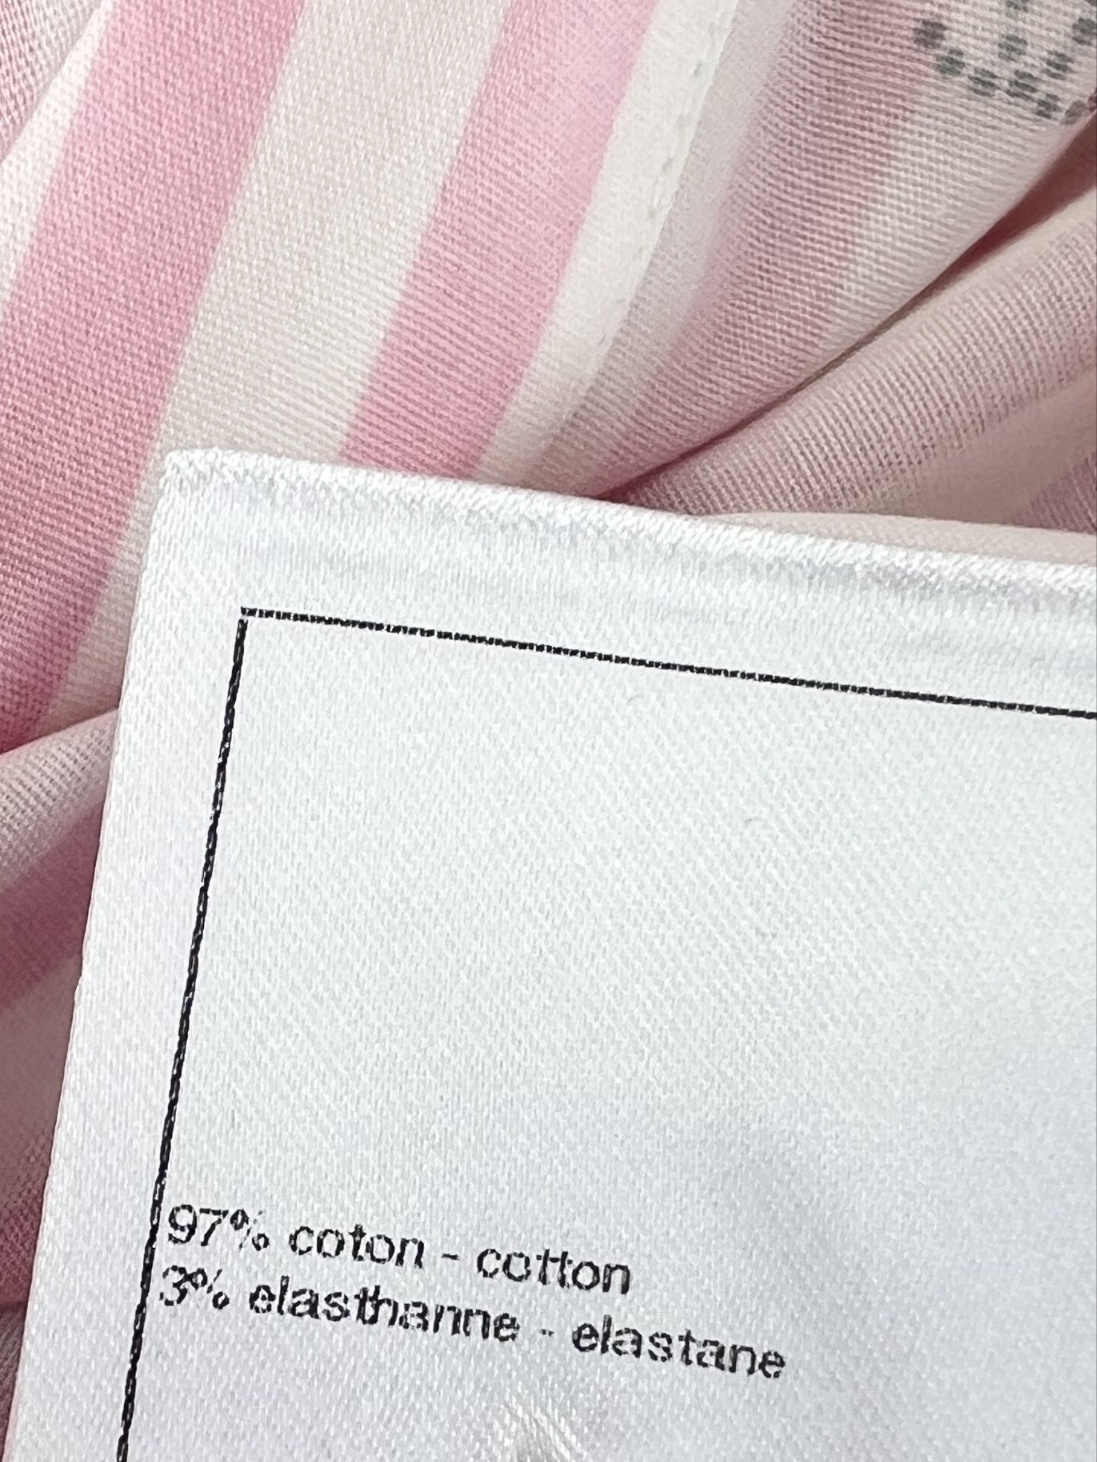 97% coton - cotton
3% elasthanne - elastane